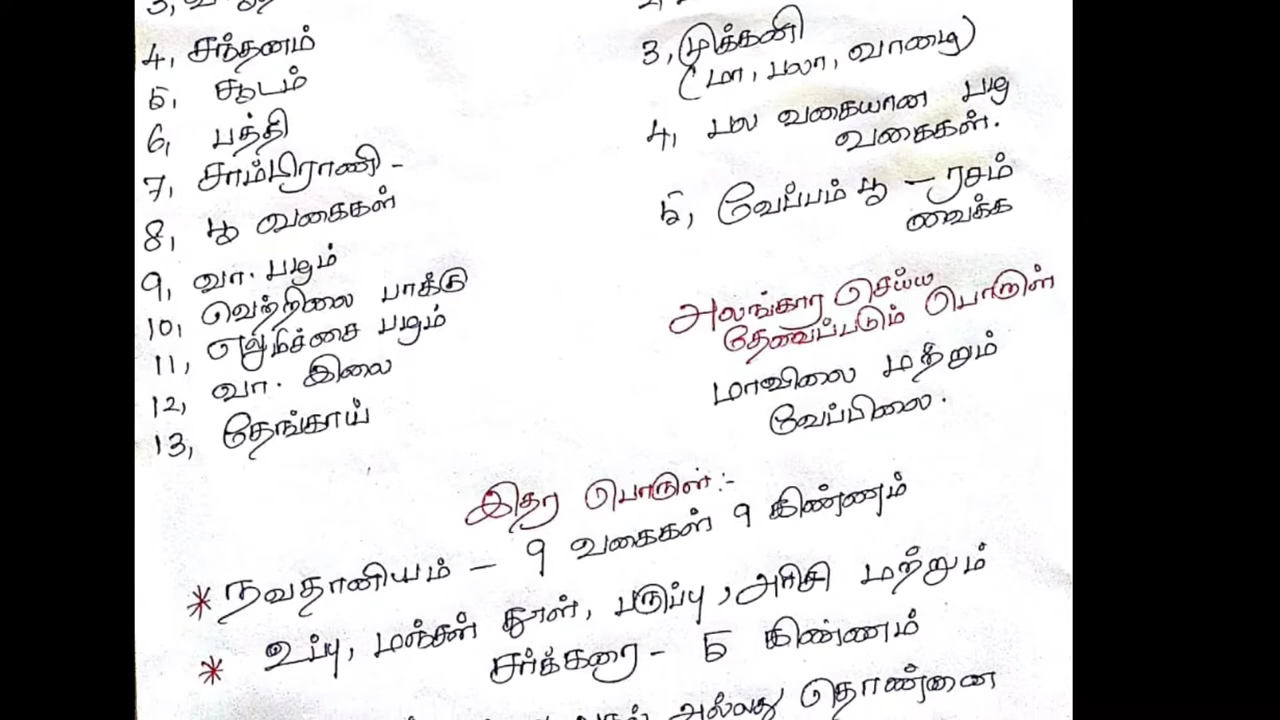 4, சந்தனம்
5, சூடம்
6, பத்தி
7, சாம்பிராணி -
8, பூ வகைகள்
9, வா. பழம்
10, வெற்றிலை பாக்கு
11, எலுமிச்சை பழம்
12, வா. இலை
13, தேங்காய்
3, முக்கனி
(மா, பலா, வாழை)
4, பல வகையான பழ
வகைகள்.
5, வேப்பம் பூ - ரசம்
வைக்க
அலங்கார செய்ய
தேவைப்படும் பொருள்
மாவிலை மற்றும்
வேப்பிலை.
இதர பொருள்:-
* நவதானியம் - 9 வகைகள் 9 கிண்ணம்
* உப்பு, மஞ்சள் தூள், பருப்பு, அரிசி மற்றும்
சர்க்கரை - 5 கிண்ணம்
அல்லது தொண்னை